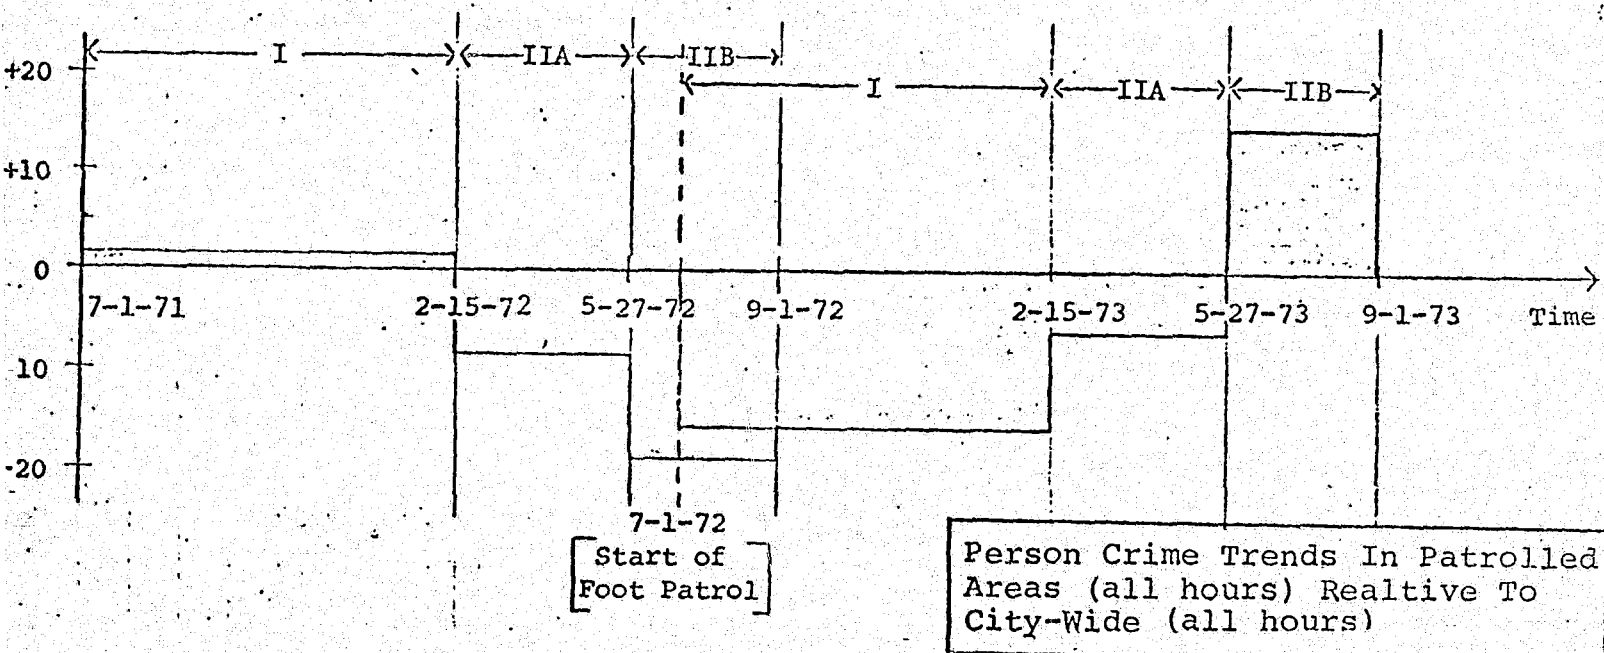 I IIA IIB
+20
I IIA IIB
+10
0
7-1-71 2-15-72 5-27-72 9-1-72 2-15-73 5-27-73 9-1-73 Time
10
-20
7-1-72
Start of
Foot Patrol
Person Crime Trends In Patrolled
Areas (all hours) Realtive To
City-Wide (all hours)